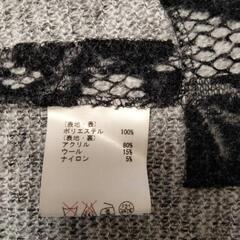 (表地・表)
ポリエステル 100%
(表地・裏)
アクリル 80%
ウール 15%
ナイロン 5%